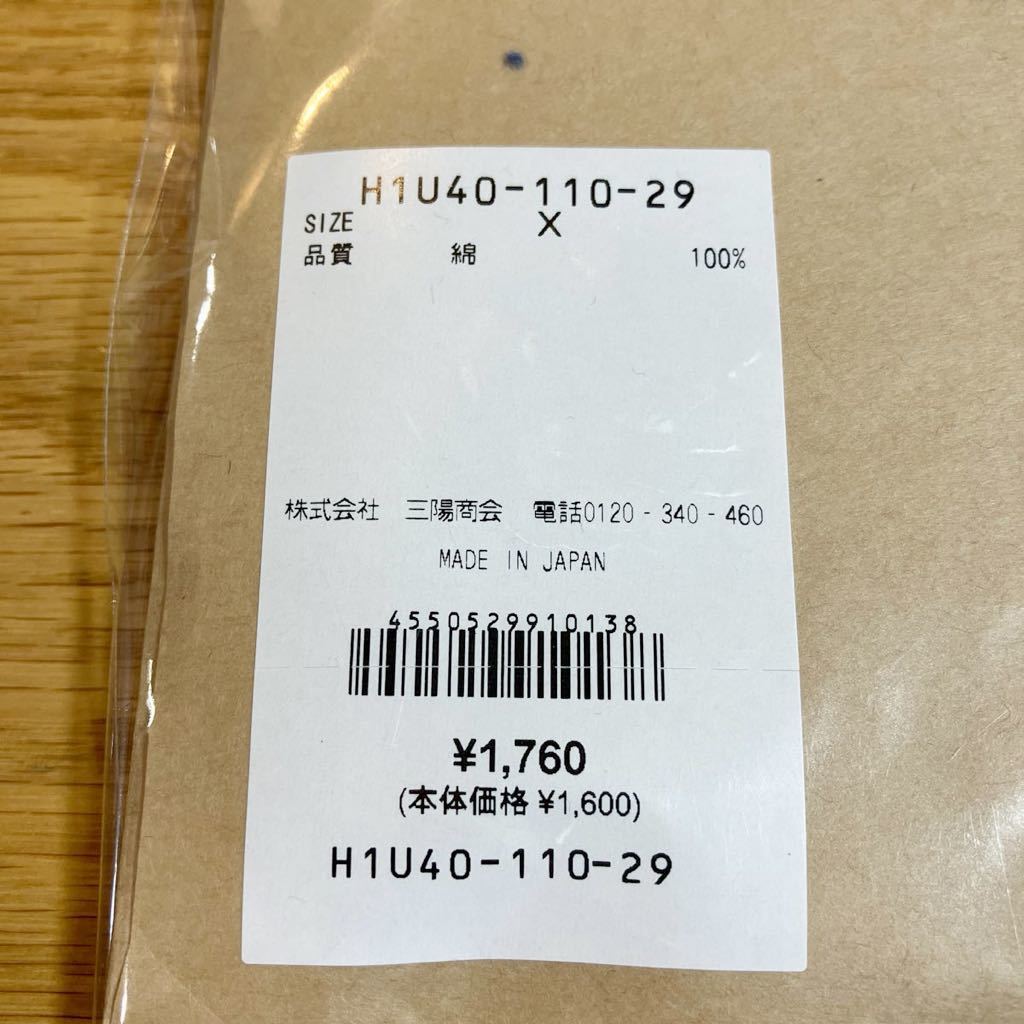 H1U40-110-29
SIZE X
品質 綿 100%
株式会社 三陽商会 電話0120-340-460
MADE IN JAPAN
4550529910138
¥1,760
(本体価格 ¥1,600)
H1U40-110-29